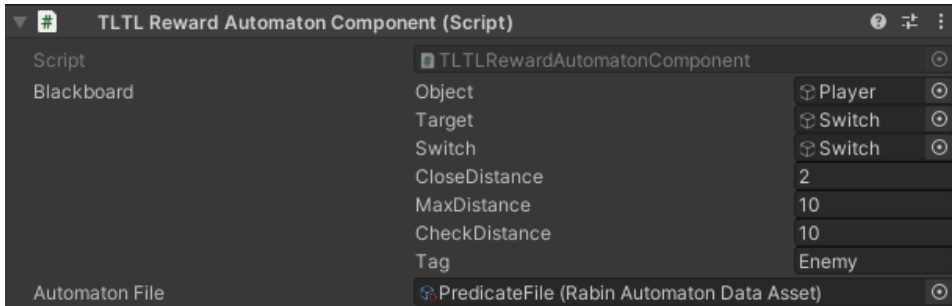 TLTL Reward Automaton Component (Script)
Script TLTLRewardAutomatonComponent
Blackboard Object Player
Target Switch
Switch Switch
CloseDistance 2
MaxDistance 10
CheckDistance 10
Tag Enemy
Automaton File PredicateFile (Rabin Automaton Data Asset)